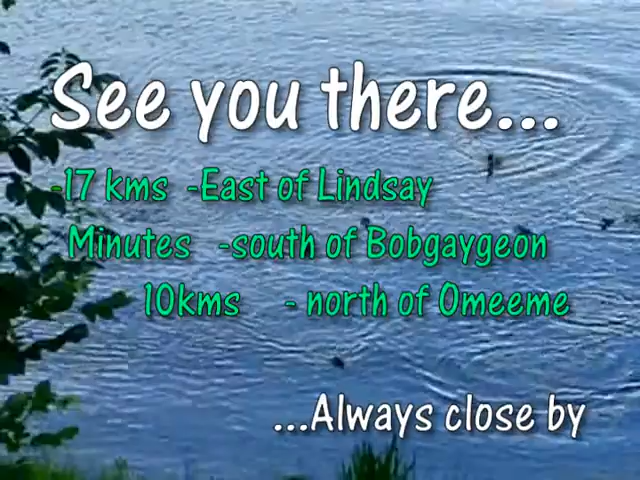 See you there...
-17 kms -East of Lindsay
Minutes -south of Bobgaygeon
10kms - north of Omeeme
...Always close by